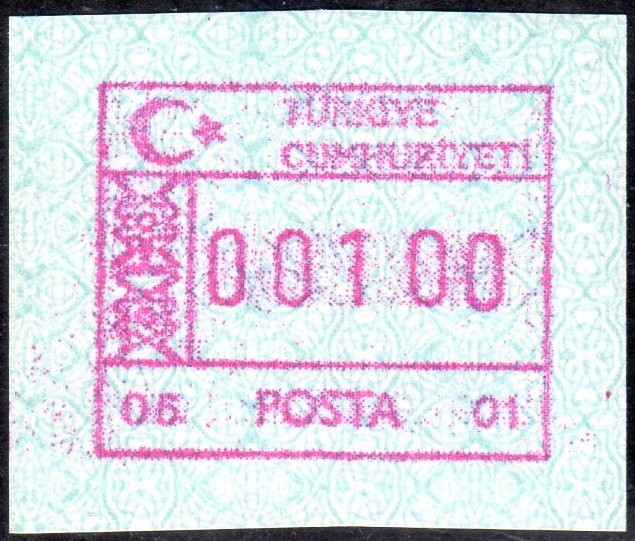 TÜRKİYE
CUMHURİYETİ
00100
06 POSTA 01